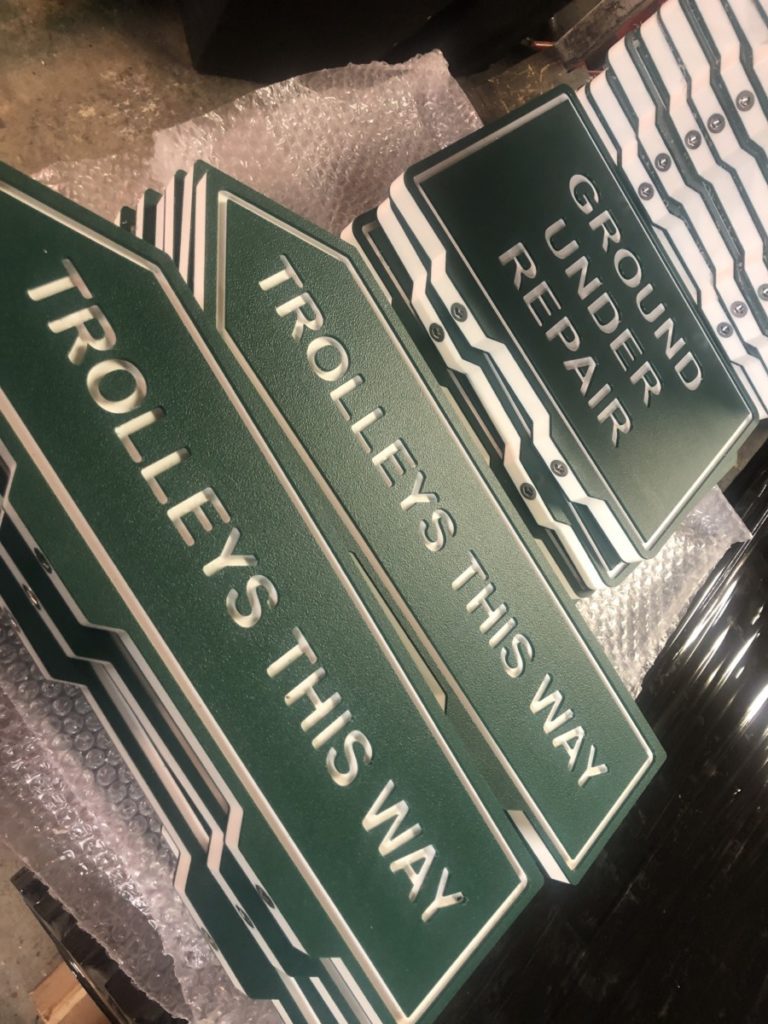 TROLLEYS THIS WAY
TROLLEYS THIS WAY
GROUND
UNDER
REPAIR